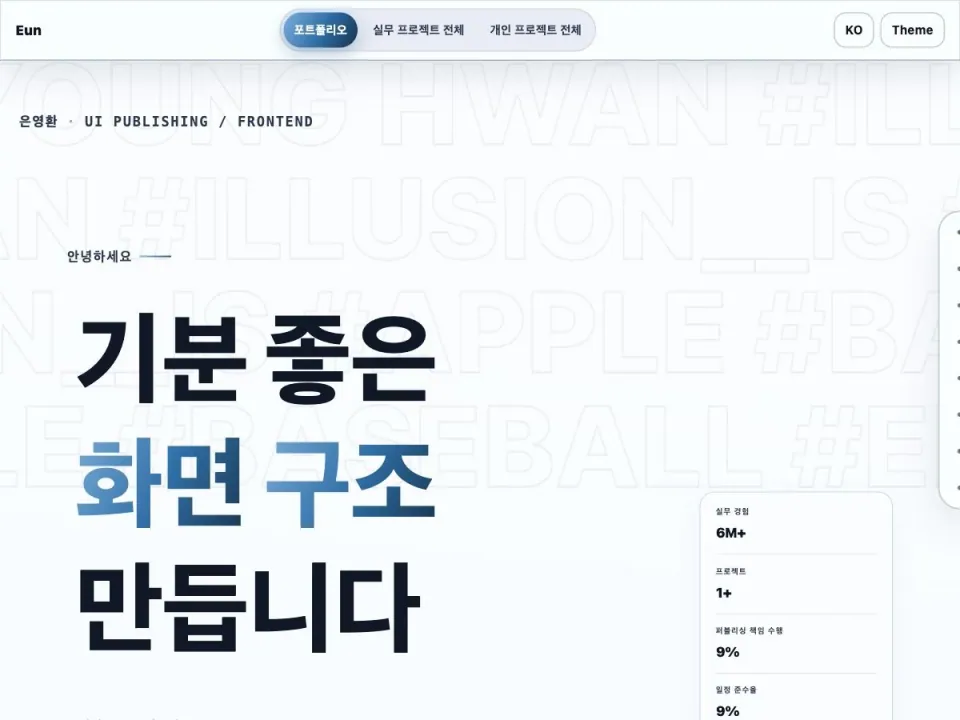 Eun
포트폴리오
실무 프로젝트 전체
개인 프로젝트 전체
KO
Theme
YOUNG HWAN #ILL
은영환 · UI PUBLISHING / FRONTEND
AN #ILLUSION__IS #
안녕하세요
N__IS #APPLE #BA
기분 좋은
LE #BASEBALL #E
화면 구조
만듭니다
실무 경험
6M+
프로젝트
1+
퍼블리싱 책임 수행
9%
일정 준수율
9%